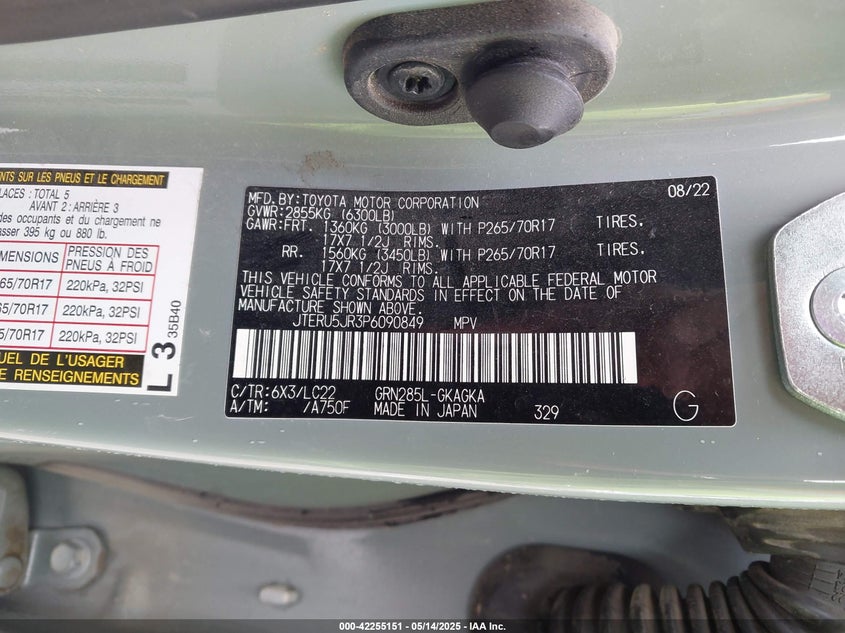 ENTS SUR LES PNEUS ET LE CHARGEMENT
LACES : TOTAL 5
AVANT 2 : ARRIÈRE 3
des occupants et du chargement ne
asser 395 kg ou 880 lb.
MENSIONS PRESSION DES PNEUS À FROID
65/70R17 220kPa, 32PSI
65/70R17 220kPa, 32PSI
5/70R17 220kPa, 32PSI
UEL DE L'USAGER
E RENSEIGNEMENTS
L 3 35B40
MFD.BY:TOYOTA MOTOR CORPORATION 08/22
GVWR:2855KG (6300LB)
GAWR:FRT. 1360KG (3000LB) WITH P265/70R17 TIRES.
17X7 1/2J RIMS.
RR. 1560KG (3450LB) WITH P265/70R17 TIRES.
17X7 1/2J RIMS.
THIS VEHICLE CONFORMS TO ALL APPLICABLE FEDERAL MOTOR
VEHICLE SAFETY STANDARDS IN EFFECT ON THE DATE OF
MANUFACTURE SHOWN ABOVE.
JTERU5JR3P6090849 MPV
C/TR:6X3/LC22 GRN285L-GKAGKA
A/TM: /A750F MADE IN JAPAN 329 G
000-42255151 - 05/14/2025 - IAA Inc.